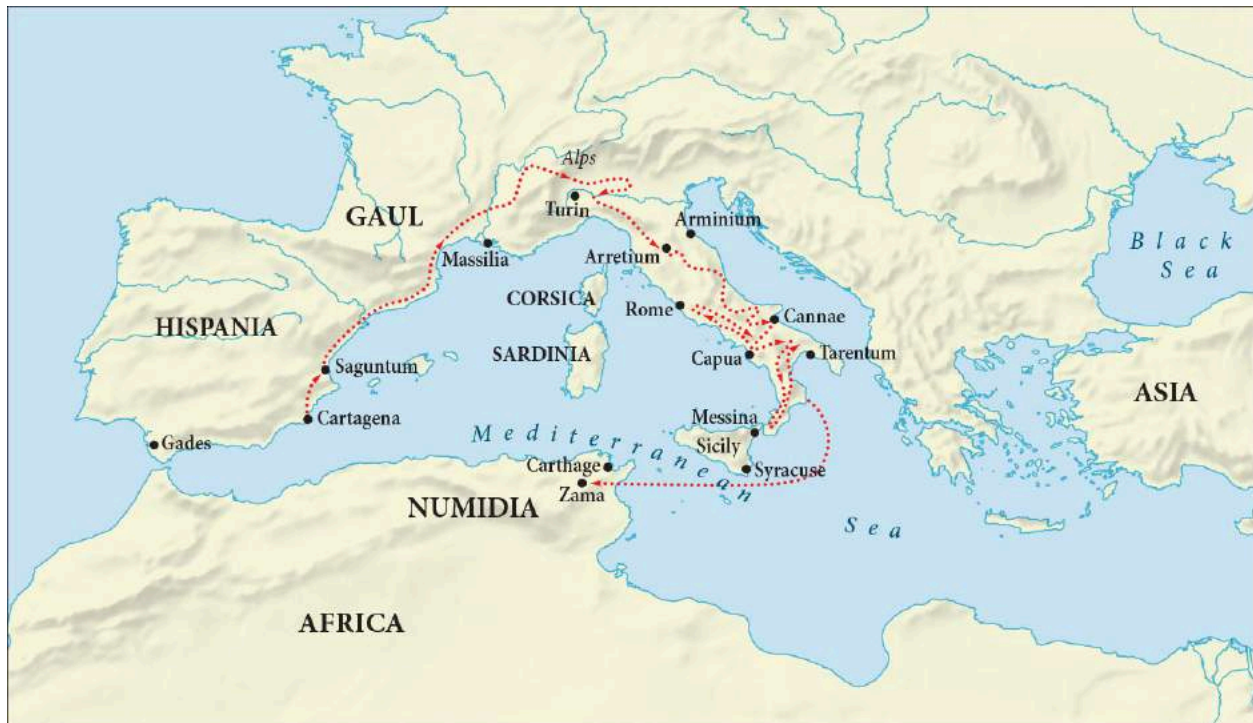 Alps
Turin
GAUL
Arminium
Black
Sea
Massilia
Arretium
CORSICA
Rome
HISPANIA
Cannae
SARDINIA
Capua
Tarentum
Saguntum
ASIA
Cartagena
Messina
Gades
Mediterranean
Sicily
Carthage
Syracuse
Zama
NUMIDIA
Sea
AFRICA